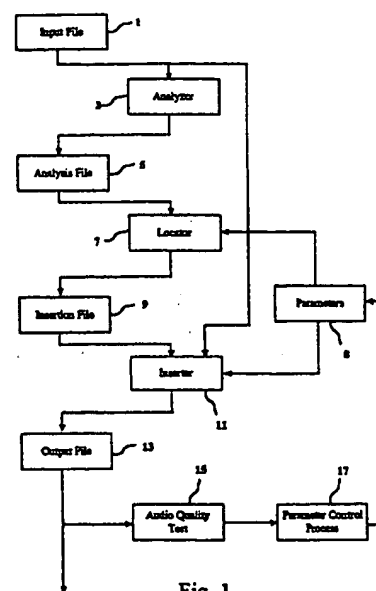 Input File
1
Analyzer
3
Analysis File
5
Locator
7
Insertion File
9
Parameters
8
Inserter
11
Output File
13
15
Audio Quality
Test
17
Parameter Control
Process
Fig. 1